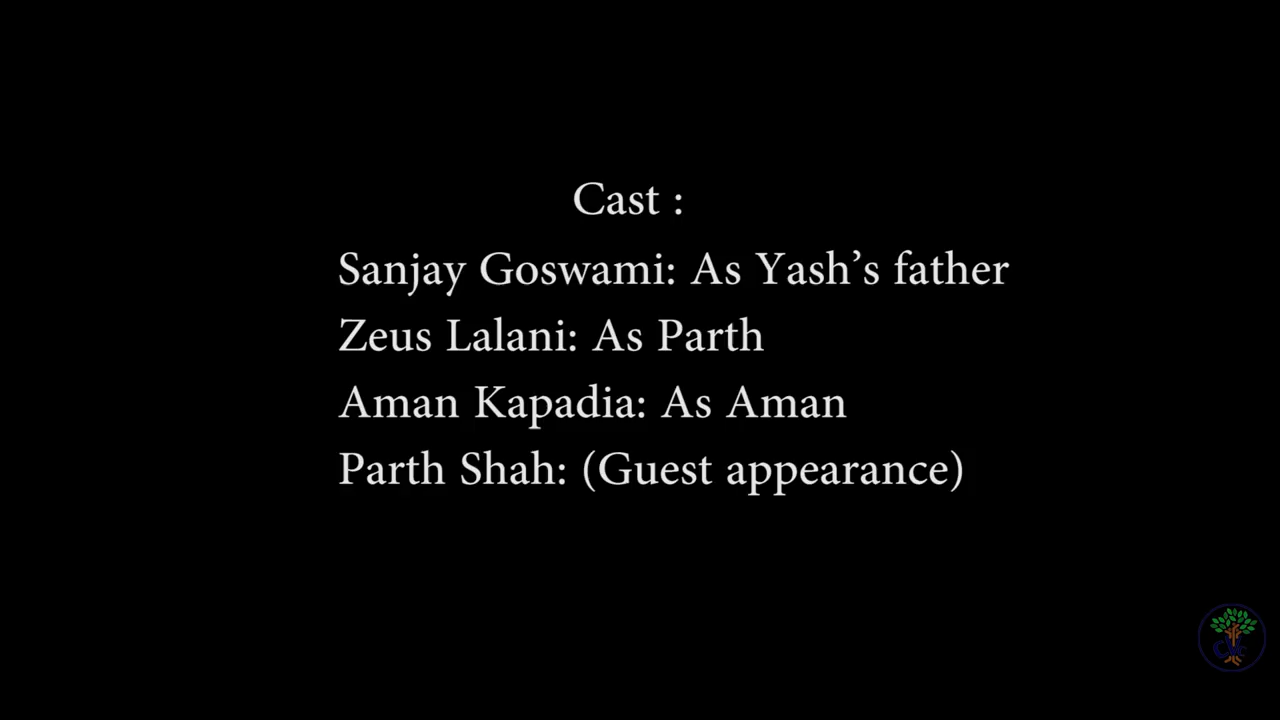 Cast :
Sanjay Goswami: As Yash’s father
Zeus Lalani: As Parth
Aman Kapadia: As Aman
Parth Shah: (Guest appearance)